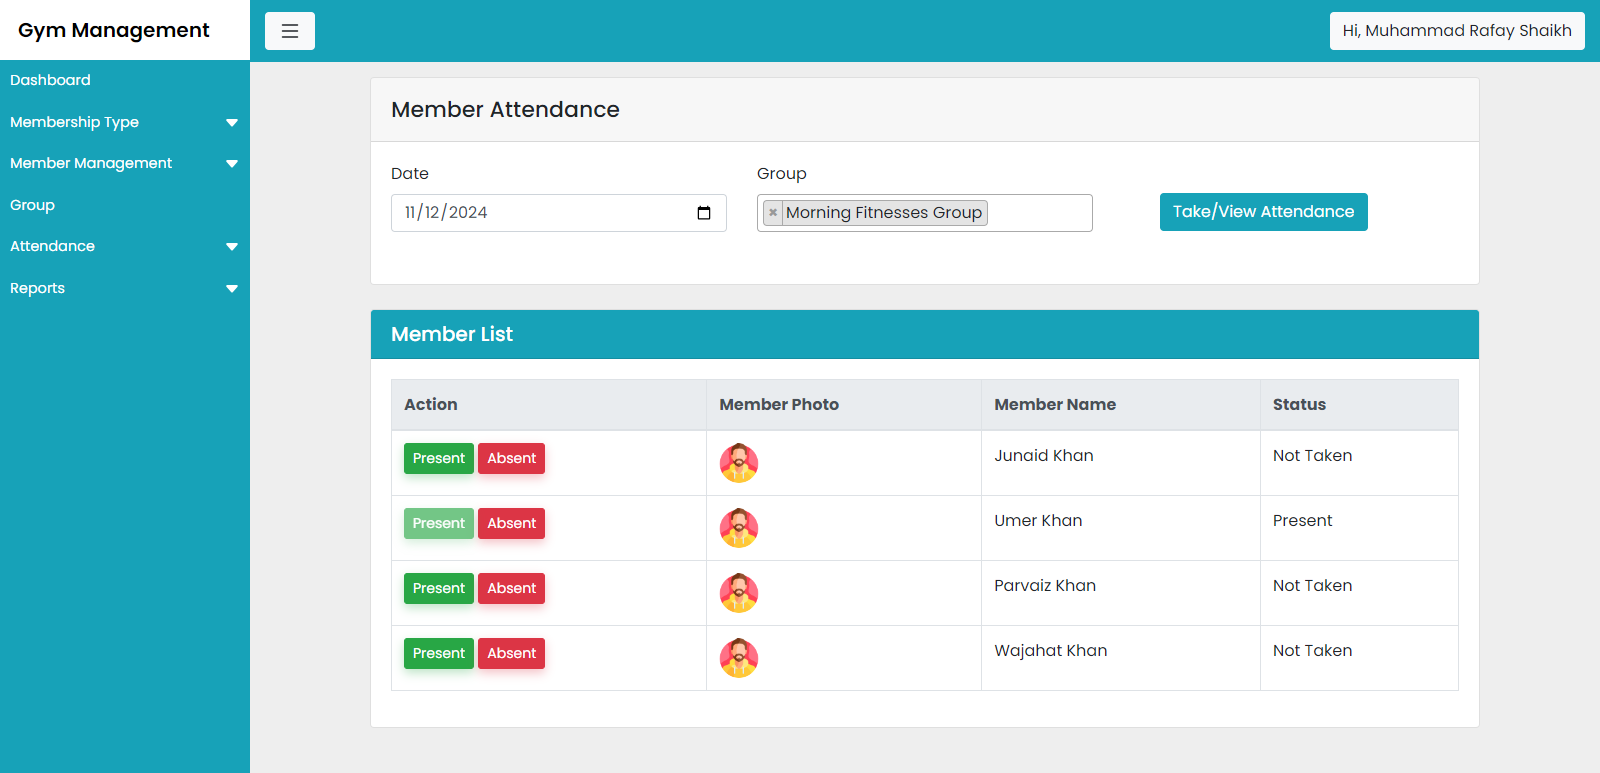 Gym Management
Hi, Muhammad Rafay Shaikh
Dashboard
Membership Type
Member Management
Group
Attendance
Reports
Member Attendance
Date
Group
11/12/2024
× Morning Fitnesses Group
Take/View Attendance
Member List
Action Member Photo Member Name Status
Present Absent Junaid Khan Not Taken
Present Absent Umer Khan Present
Present Absent Parvaiz Khan Not Taken
Present Absent Wajahat Khan Not Taken